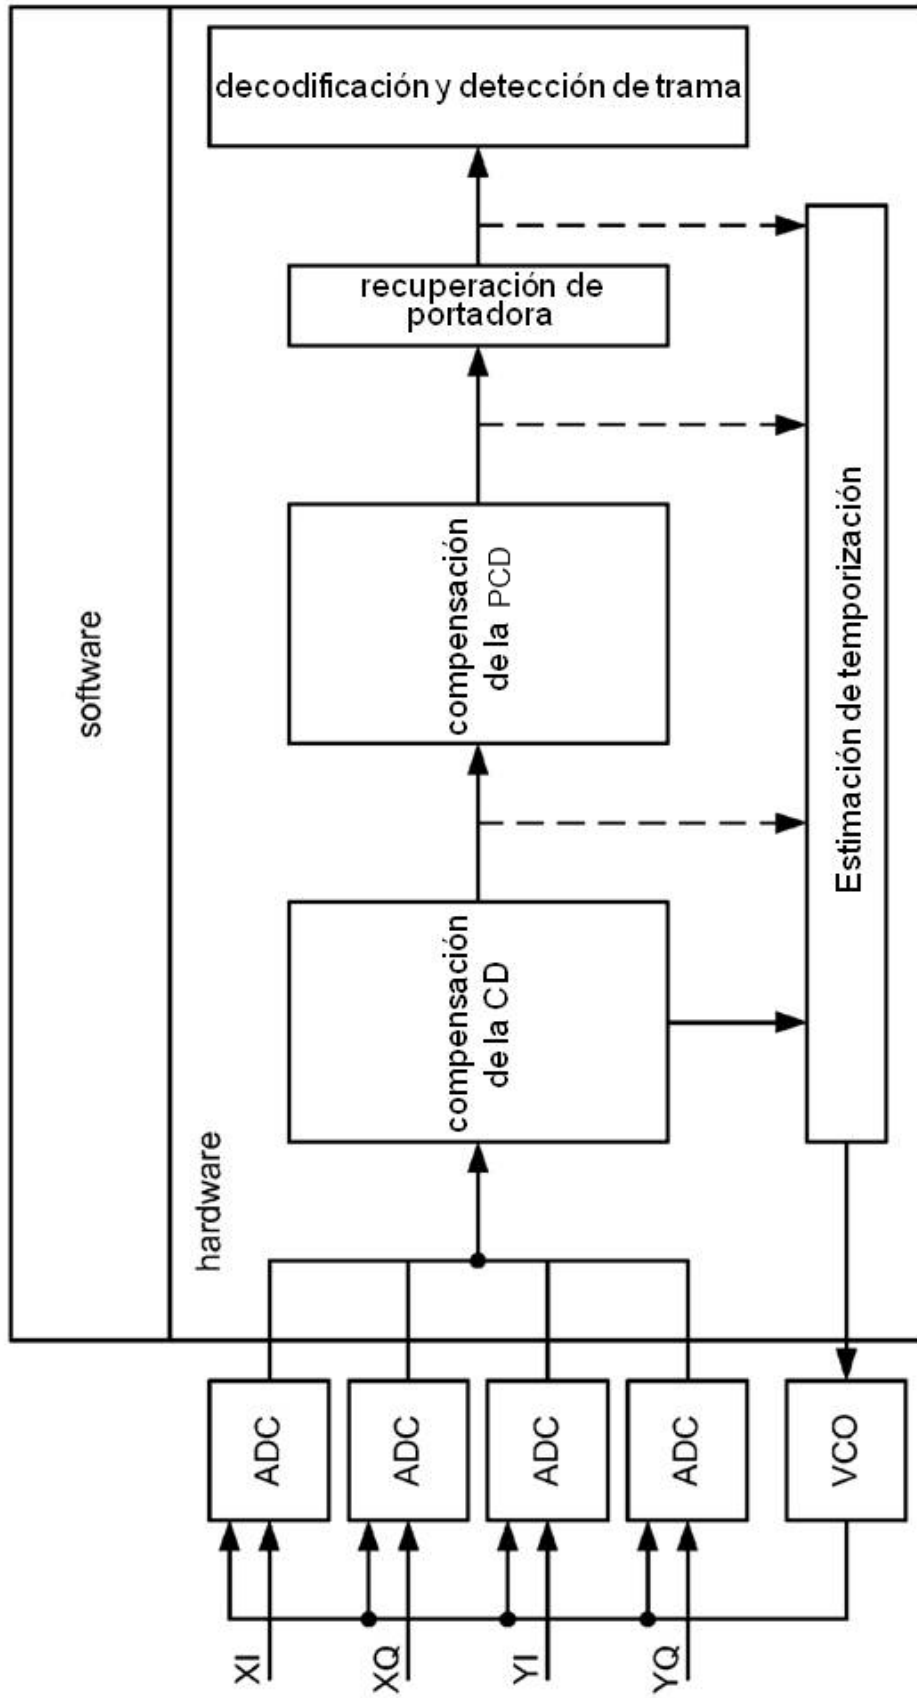 software
hardware
decodificación y detección de trama
recuperación de
portadora
compensación
de la PCD
compensación
de la CD
Estimación de temporización
ADC
ADC
ADC
ADC
VCO
XI
XQ
YI
YQ